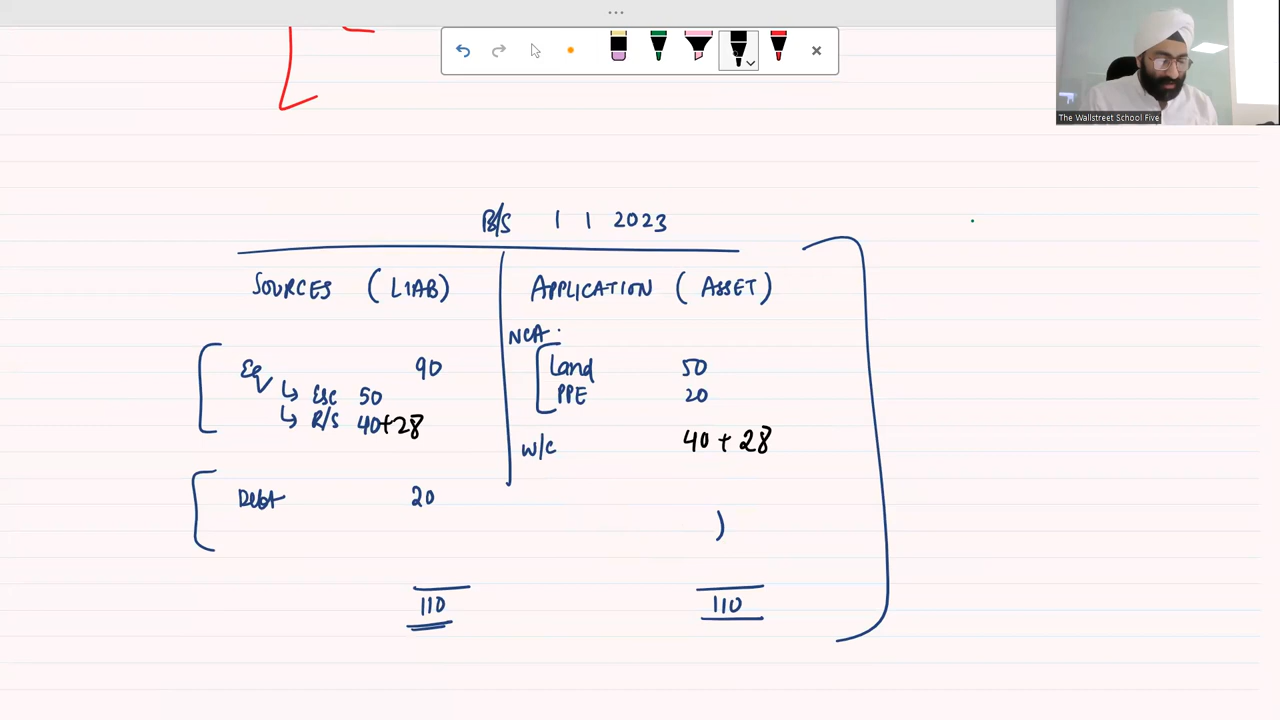 The Wallstreet School Five
B/S 1 1 2023
SOURCES (LIAB)
APPLICATION (ASSET)
NCA:
Eq 90
Land 50
↳ ESC 50
PPE 20
↳ R/S 40+28
W/C 40 + 28
Debt 20
)
110
110